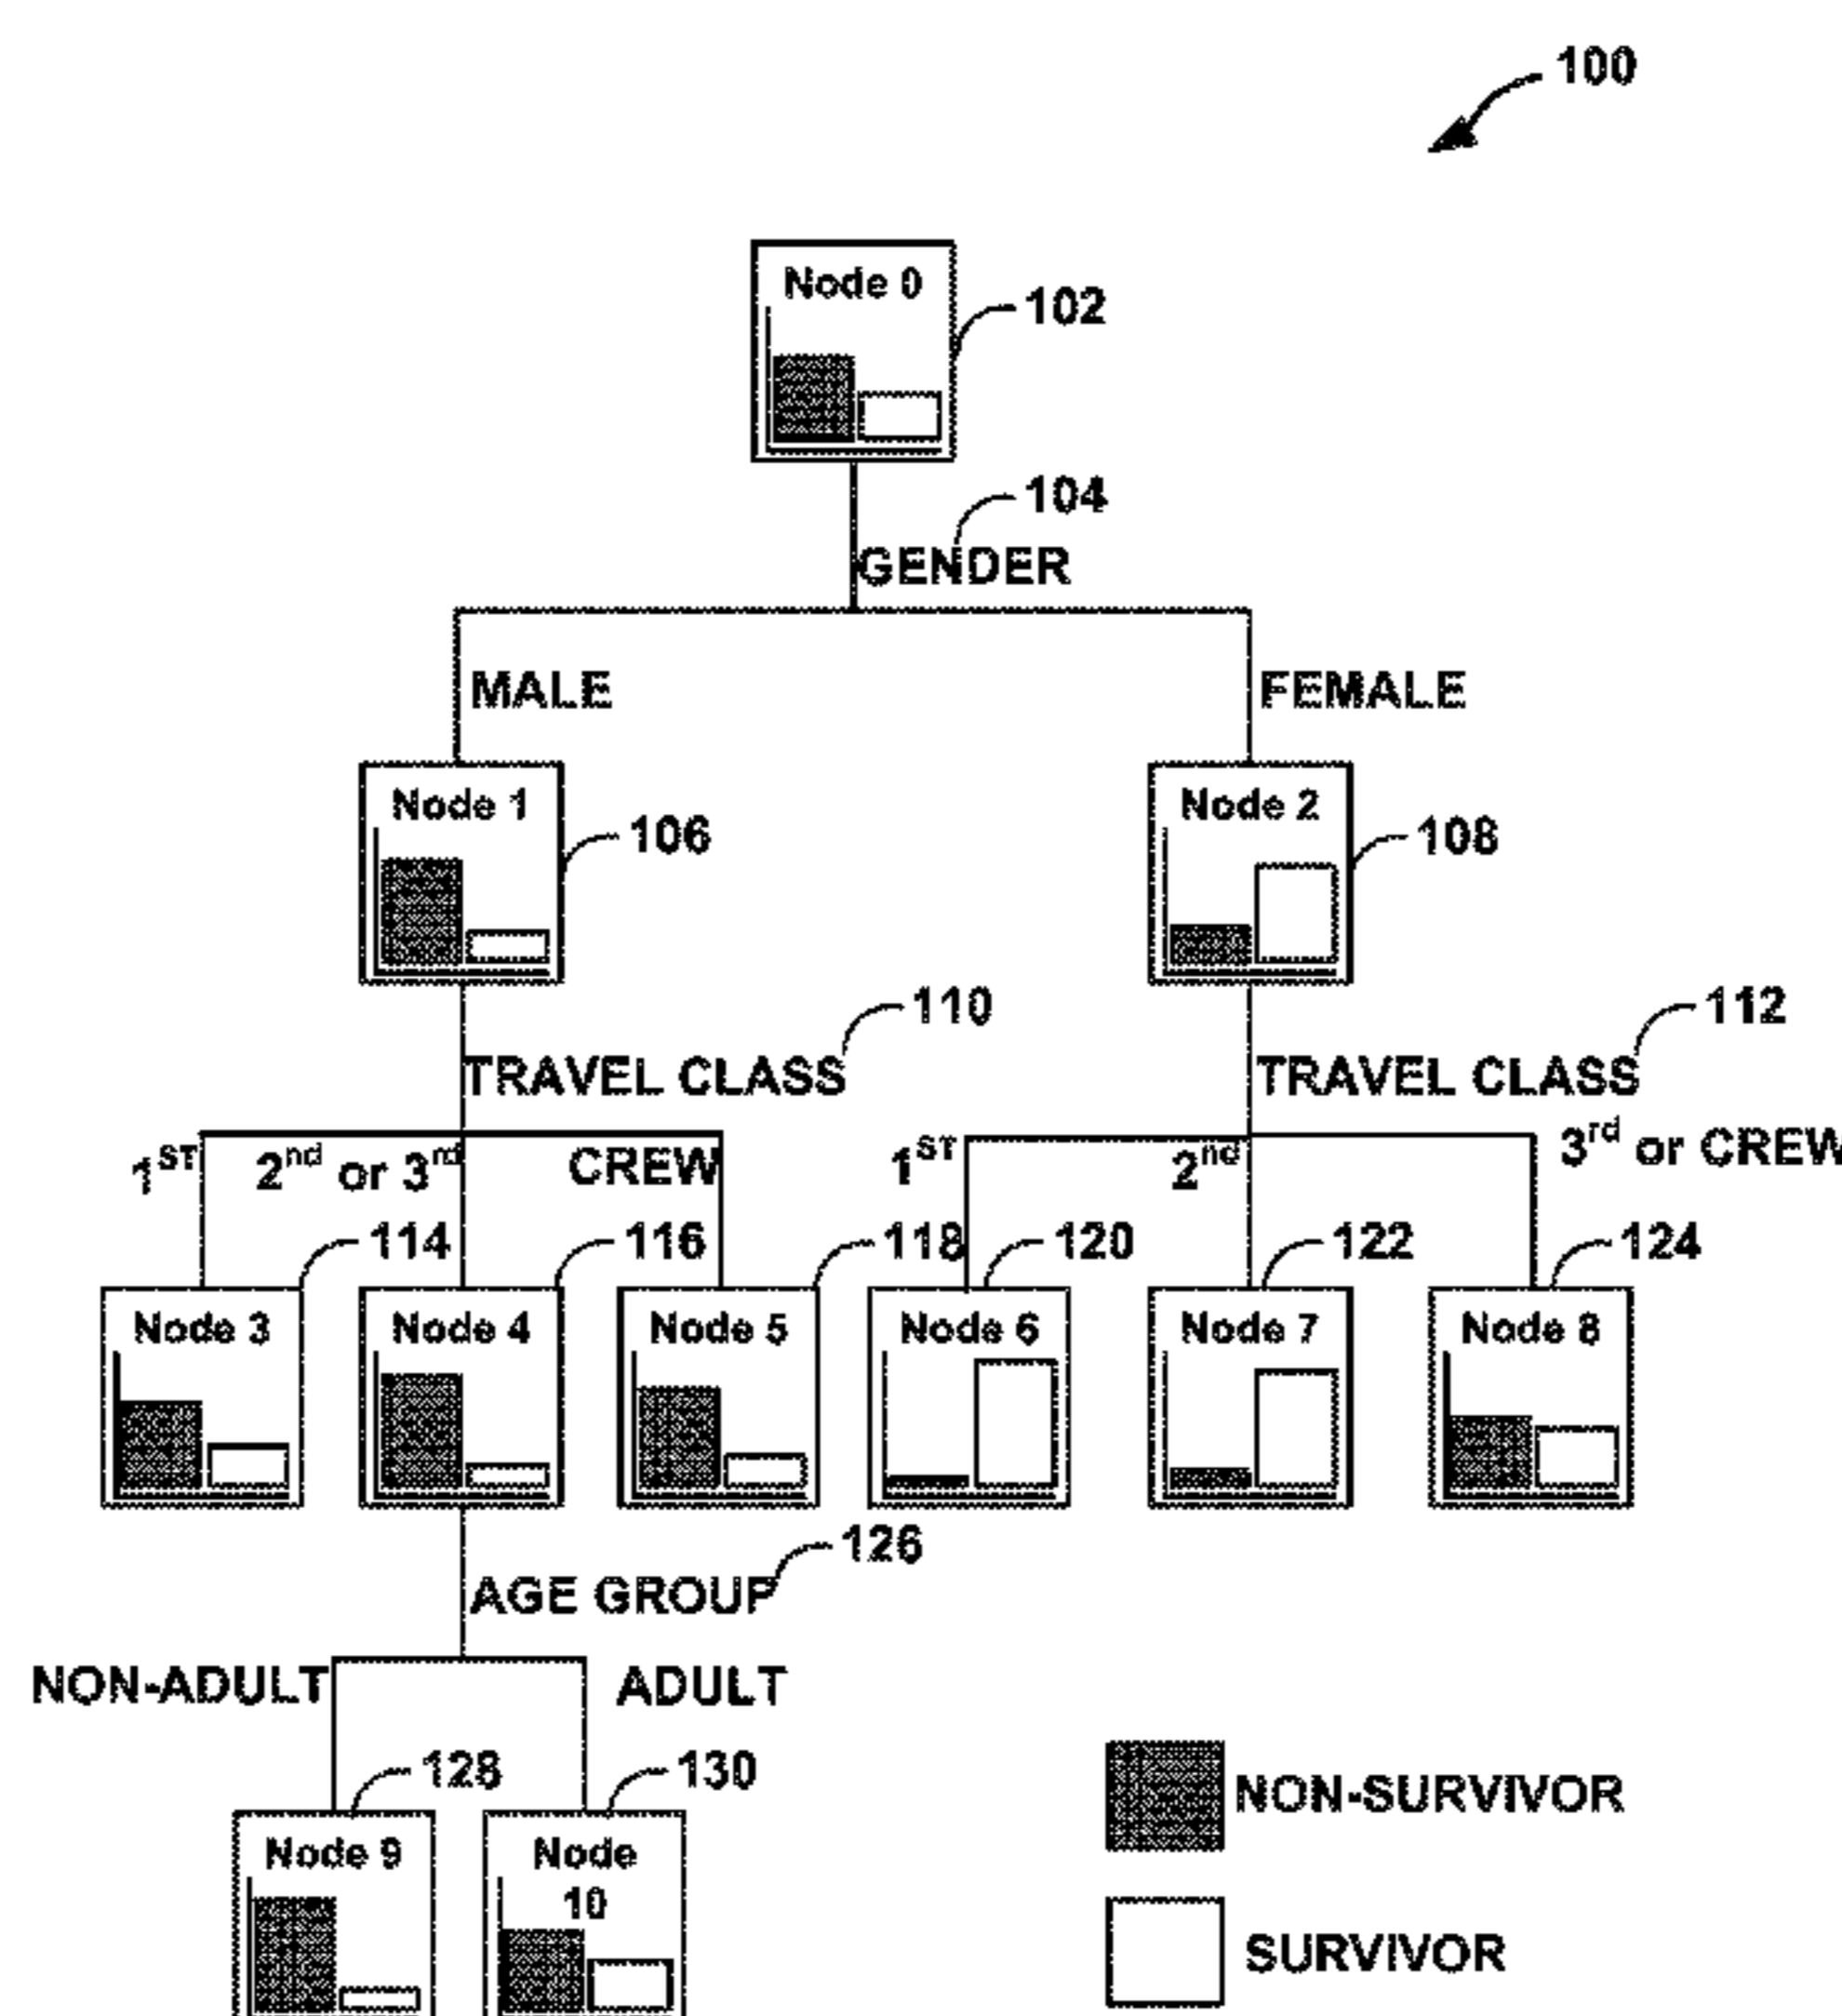 100
Node 0
102
104
GENDER
MALE
FEMALE
Node 1
106
Node 2
108
110
TRAVEL CLASS
112
TRAVEL CLASS
1ST
2nd or 3rd
CREW
1ST
2nd
3rd or CREW
114
116
118
120
122
124
Node 3
Node 4
Node 5
Node 6
Node 7
Node 8
126
AGE GROUP
NON-ADULT
ADULT
128
130
Node 9
Node
10
NON-SURVIVOR
SURVIVOR